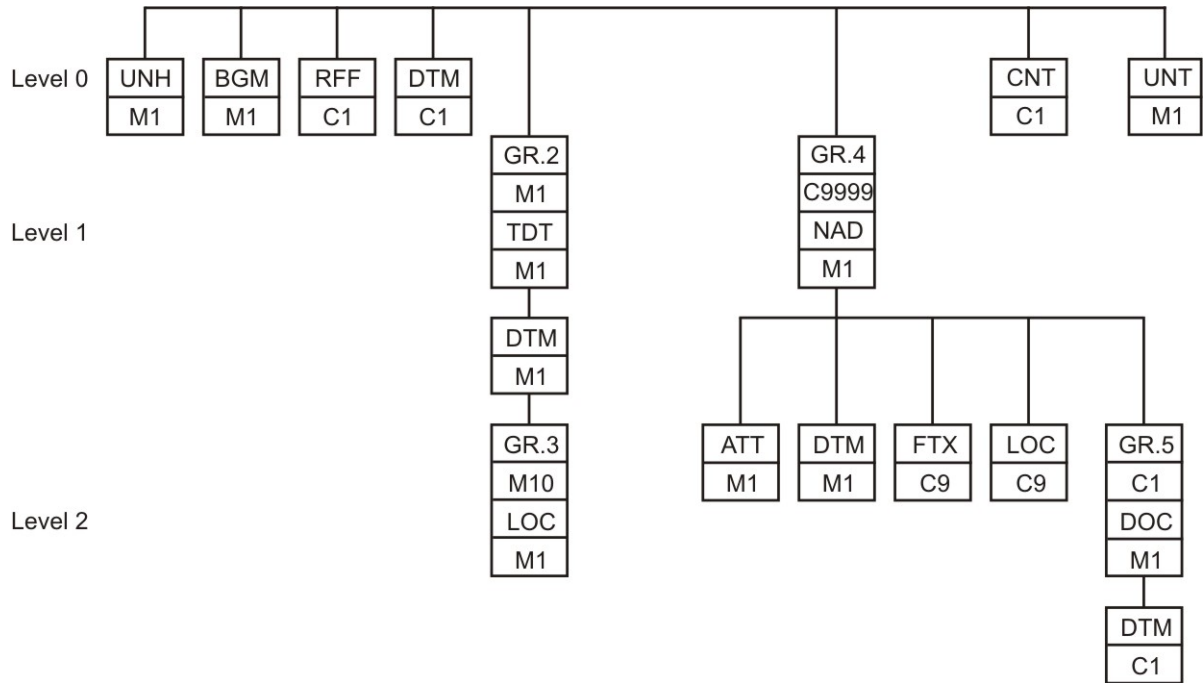 Level 0
UNH
M1
BGM
M1
RFF
C1
DTM
C1
CNT
C1
UNT
M1
Level 1
GR.2
M1
TDT
M1
DTM
M1
GR.4
C9999
NAD
M1
Level 2
GR.3
M10
LOC
M1
ATT
M1
DTM
M1
FTX
C9
LOC
C9
GR.5
C1
DOC
M1
DTM
C1